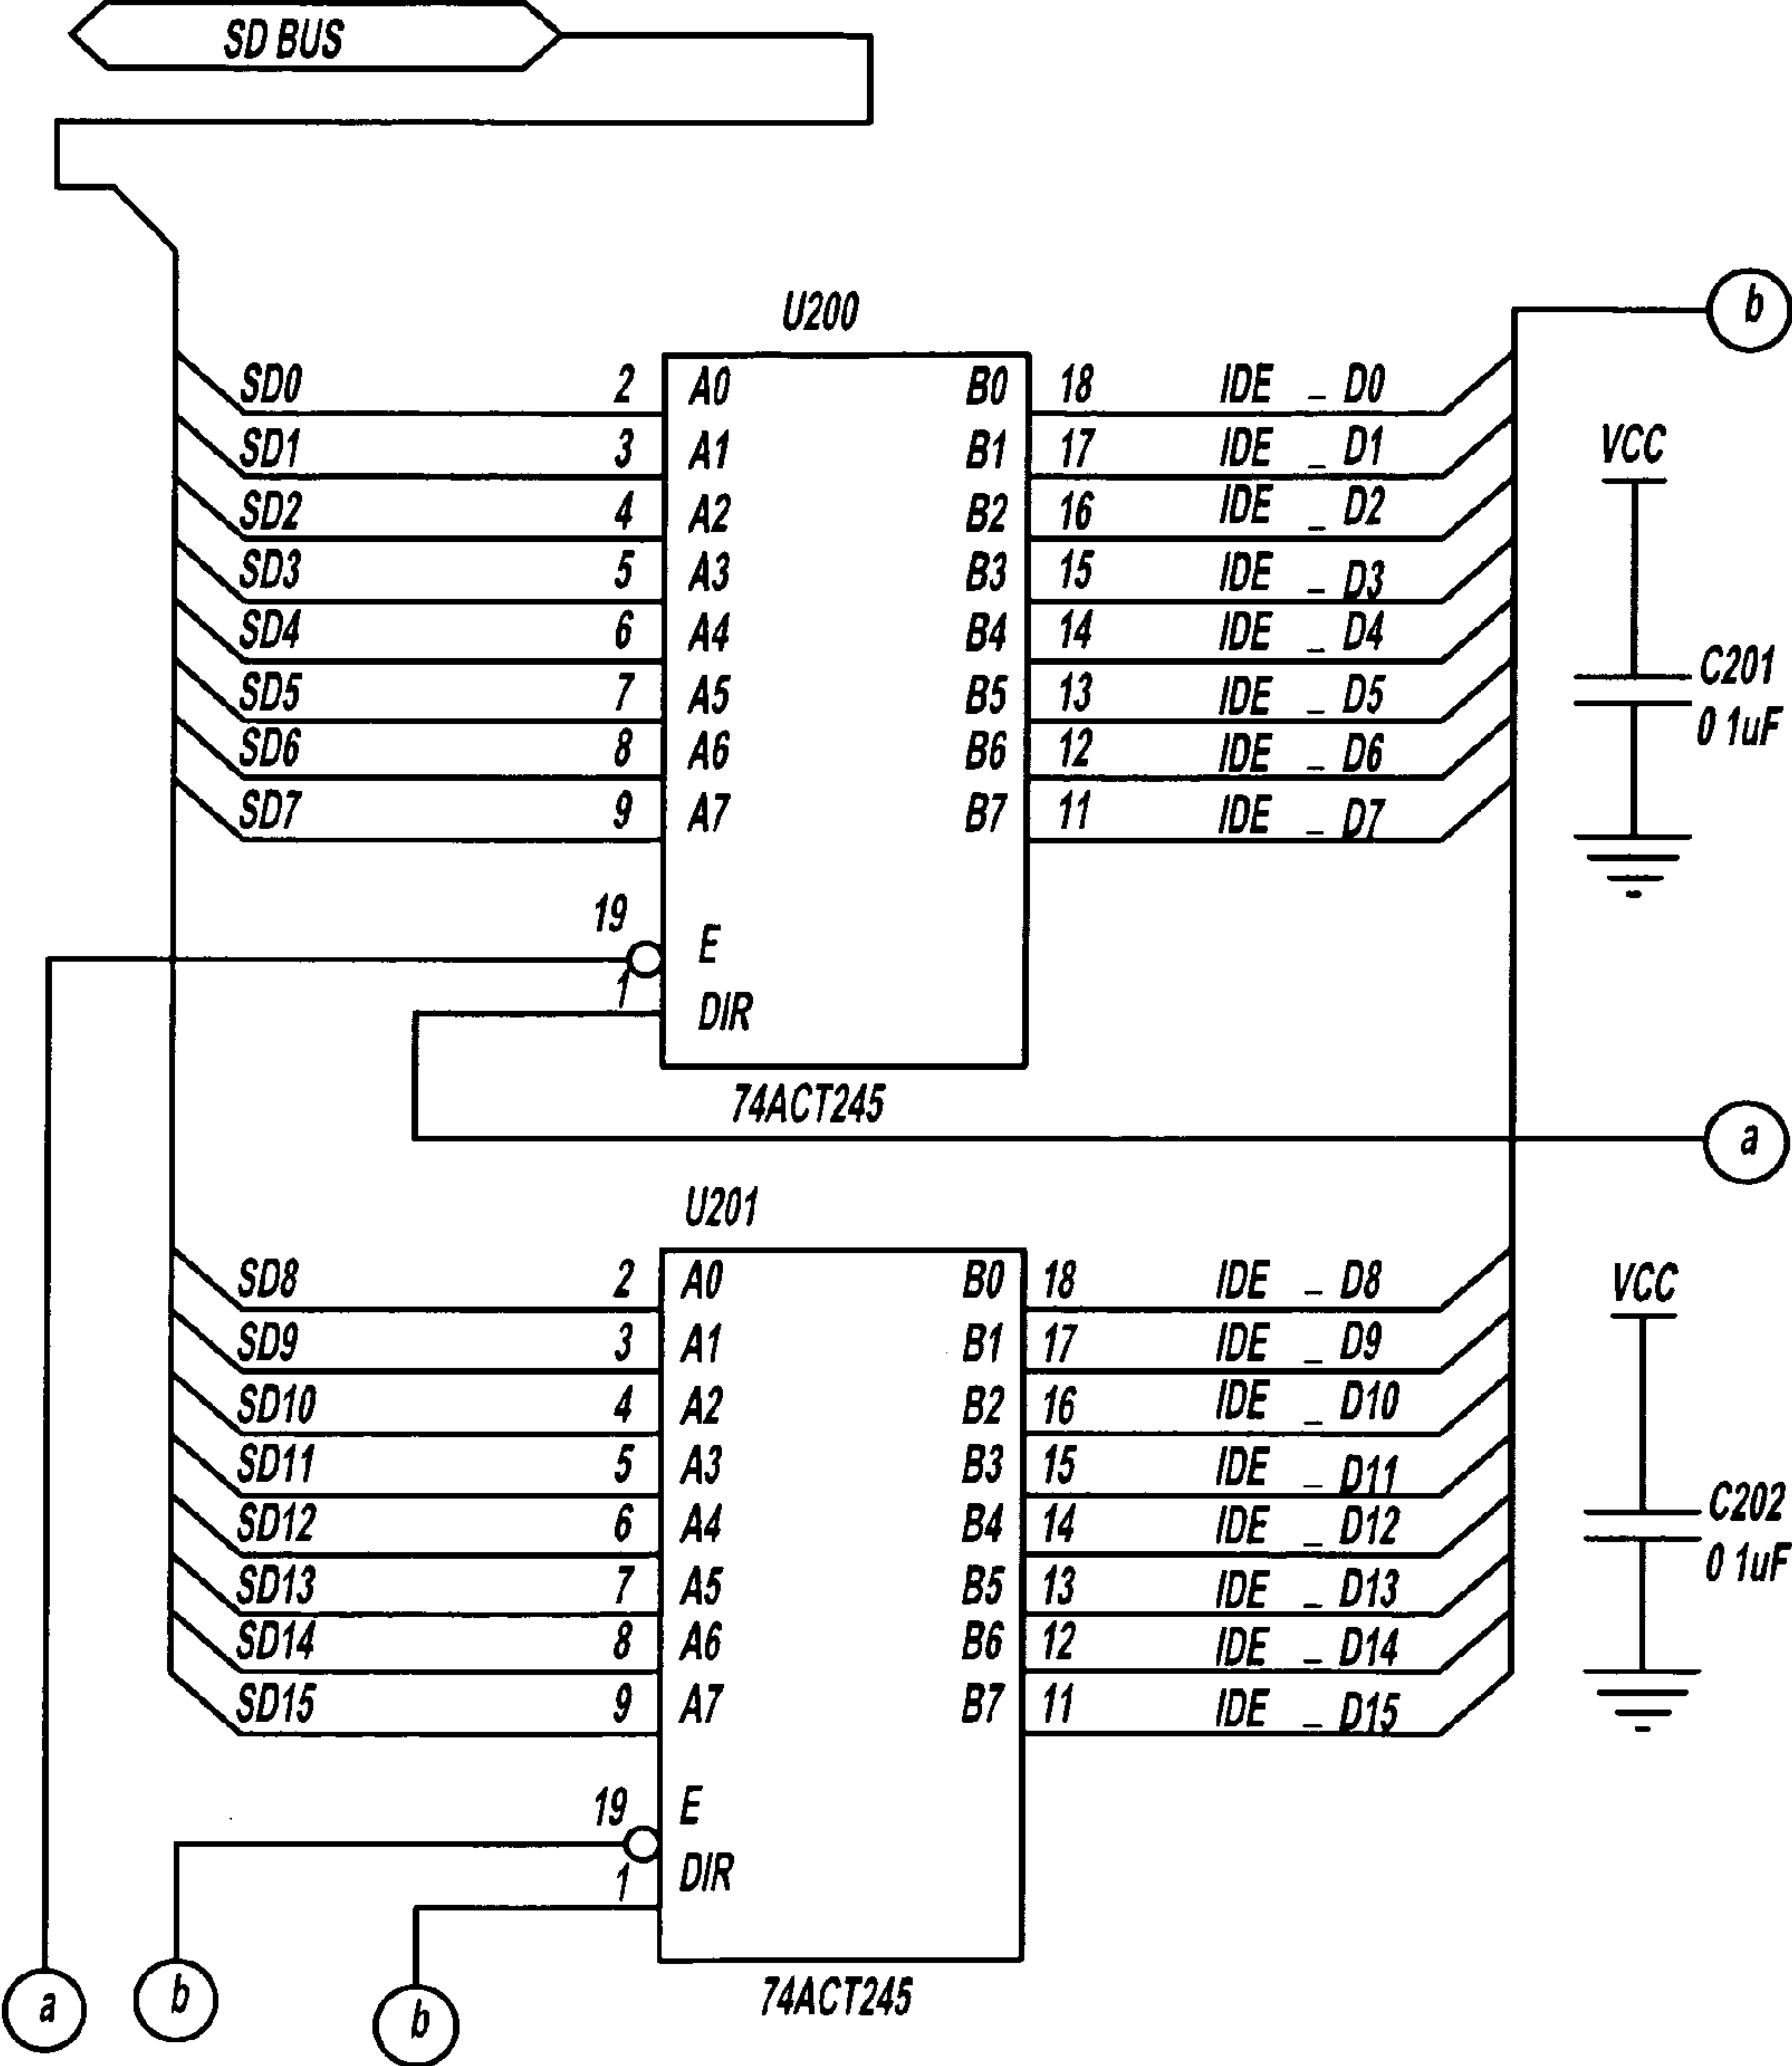 SD BUS
b
U200
SD0 2 A0 B0 18 IDE _ D0
SD1 3 A1 B1 17 IDE _ D1
SD2 4 A2 B2 16 IDE _ D2
SD3 5 A3 B3 15 IDE _ D3
SD4 6 A4 B4 14 IDE _ D4
SD5 7 A5 B5 13 IDE _ D5
SD6 8 A6 B6 12 IDE _ D6
SD7 9 A7 B7 11 IDE _ D7
VCC
C201
0 1uF
19 E
1 DIR
74ACT245
a
U201
SD8 2 A0 B0 18 IDE _ D8
SD9 3 A1 B1 17 IDE _ D9
SD10 4 A2 B2 16 IDE _ D10
SD11 5 A3 B3 15 IDE _ D11
SD12 6 A4 B4 14 IDE _ D12
SD13 7 A5 B5 13 IDE _ D13
SD14 8 A6 B6 12 IDE _ D14
SD15 9 A7 B7 11 IDE _ D15
VCC
C202
0 1uF
19 E
1 DIR
74ACT245
a
b
b